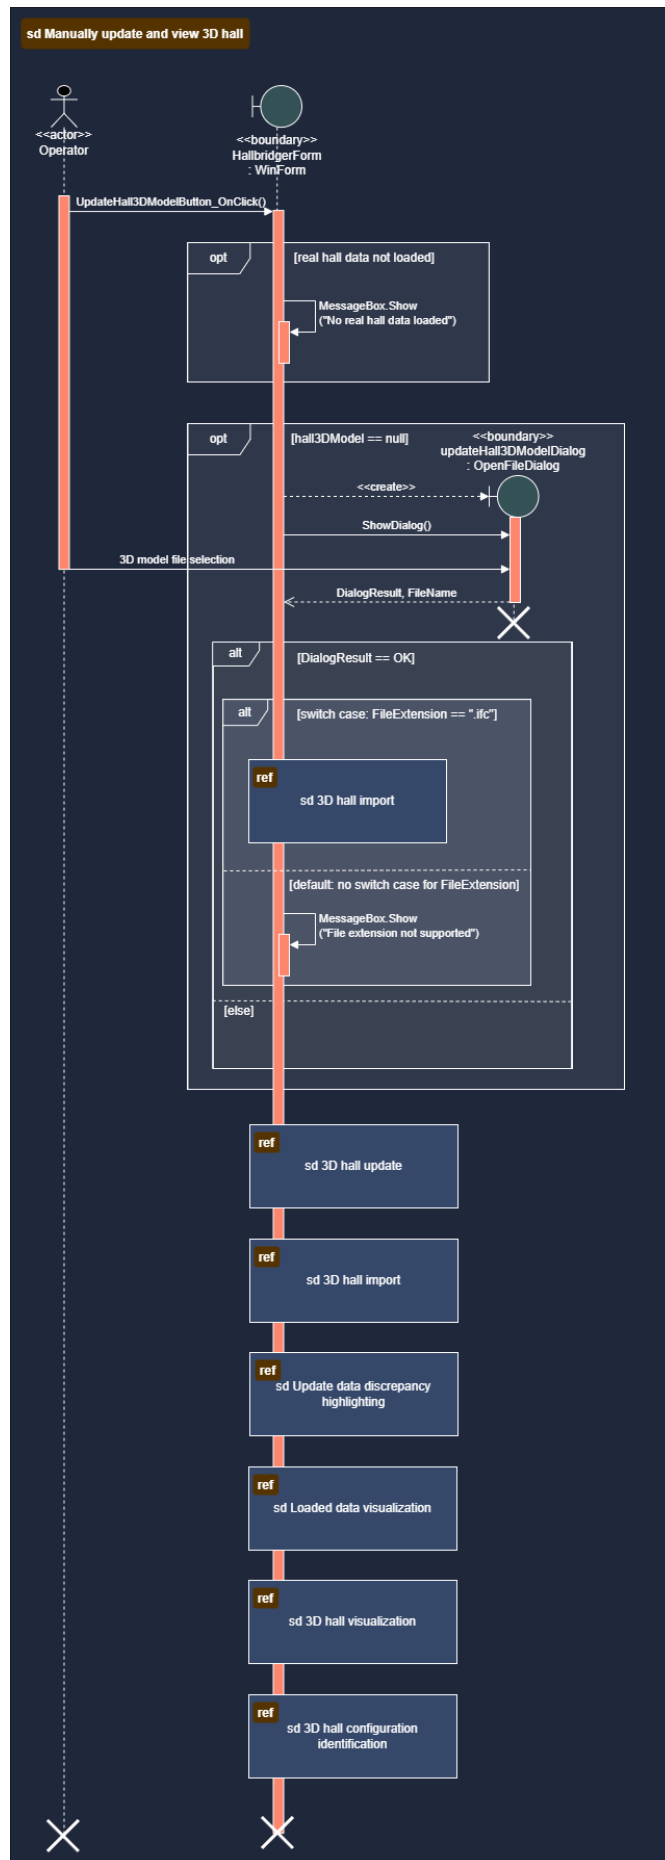 sd Manually update and view 3D hall
<<actor>>
Operator
<<boundary>>
HallbridgerForm
: WinForm
UpdateHall3DModelButton_OnClick()
opt
[real hall data not loaded]
MessageBox.Show
("No real hall data loaded")
opt
[hall3DModel == null]
<<boundary>>
updateHall3DModelDialog
: OpenFileDialog
<<create>>
ShowDialog()
3D model file selection
DialogResult, FileName
alt
[DialogResult == OK]
alt
[switch case: FileExtension == ".ifc"]
ref
sd 3D hall import
[default: no switch case for FileExtension]
MessageBox.Show
("File extension not supported")
[else]
ref
sd 3D hall update
ref
sd 3D hall import
ref
sd Update data discrepancy
highlighting
ref
sd Loaded data visualization
ref
sd 3D hall visualization
ref
sd 3D hall configuration
identification